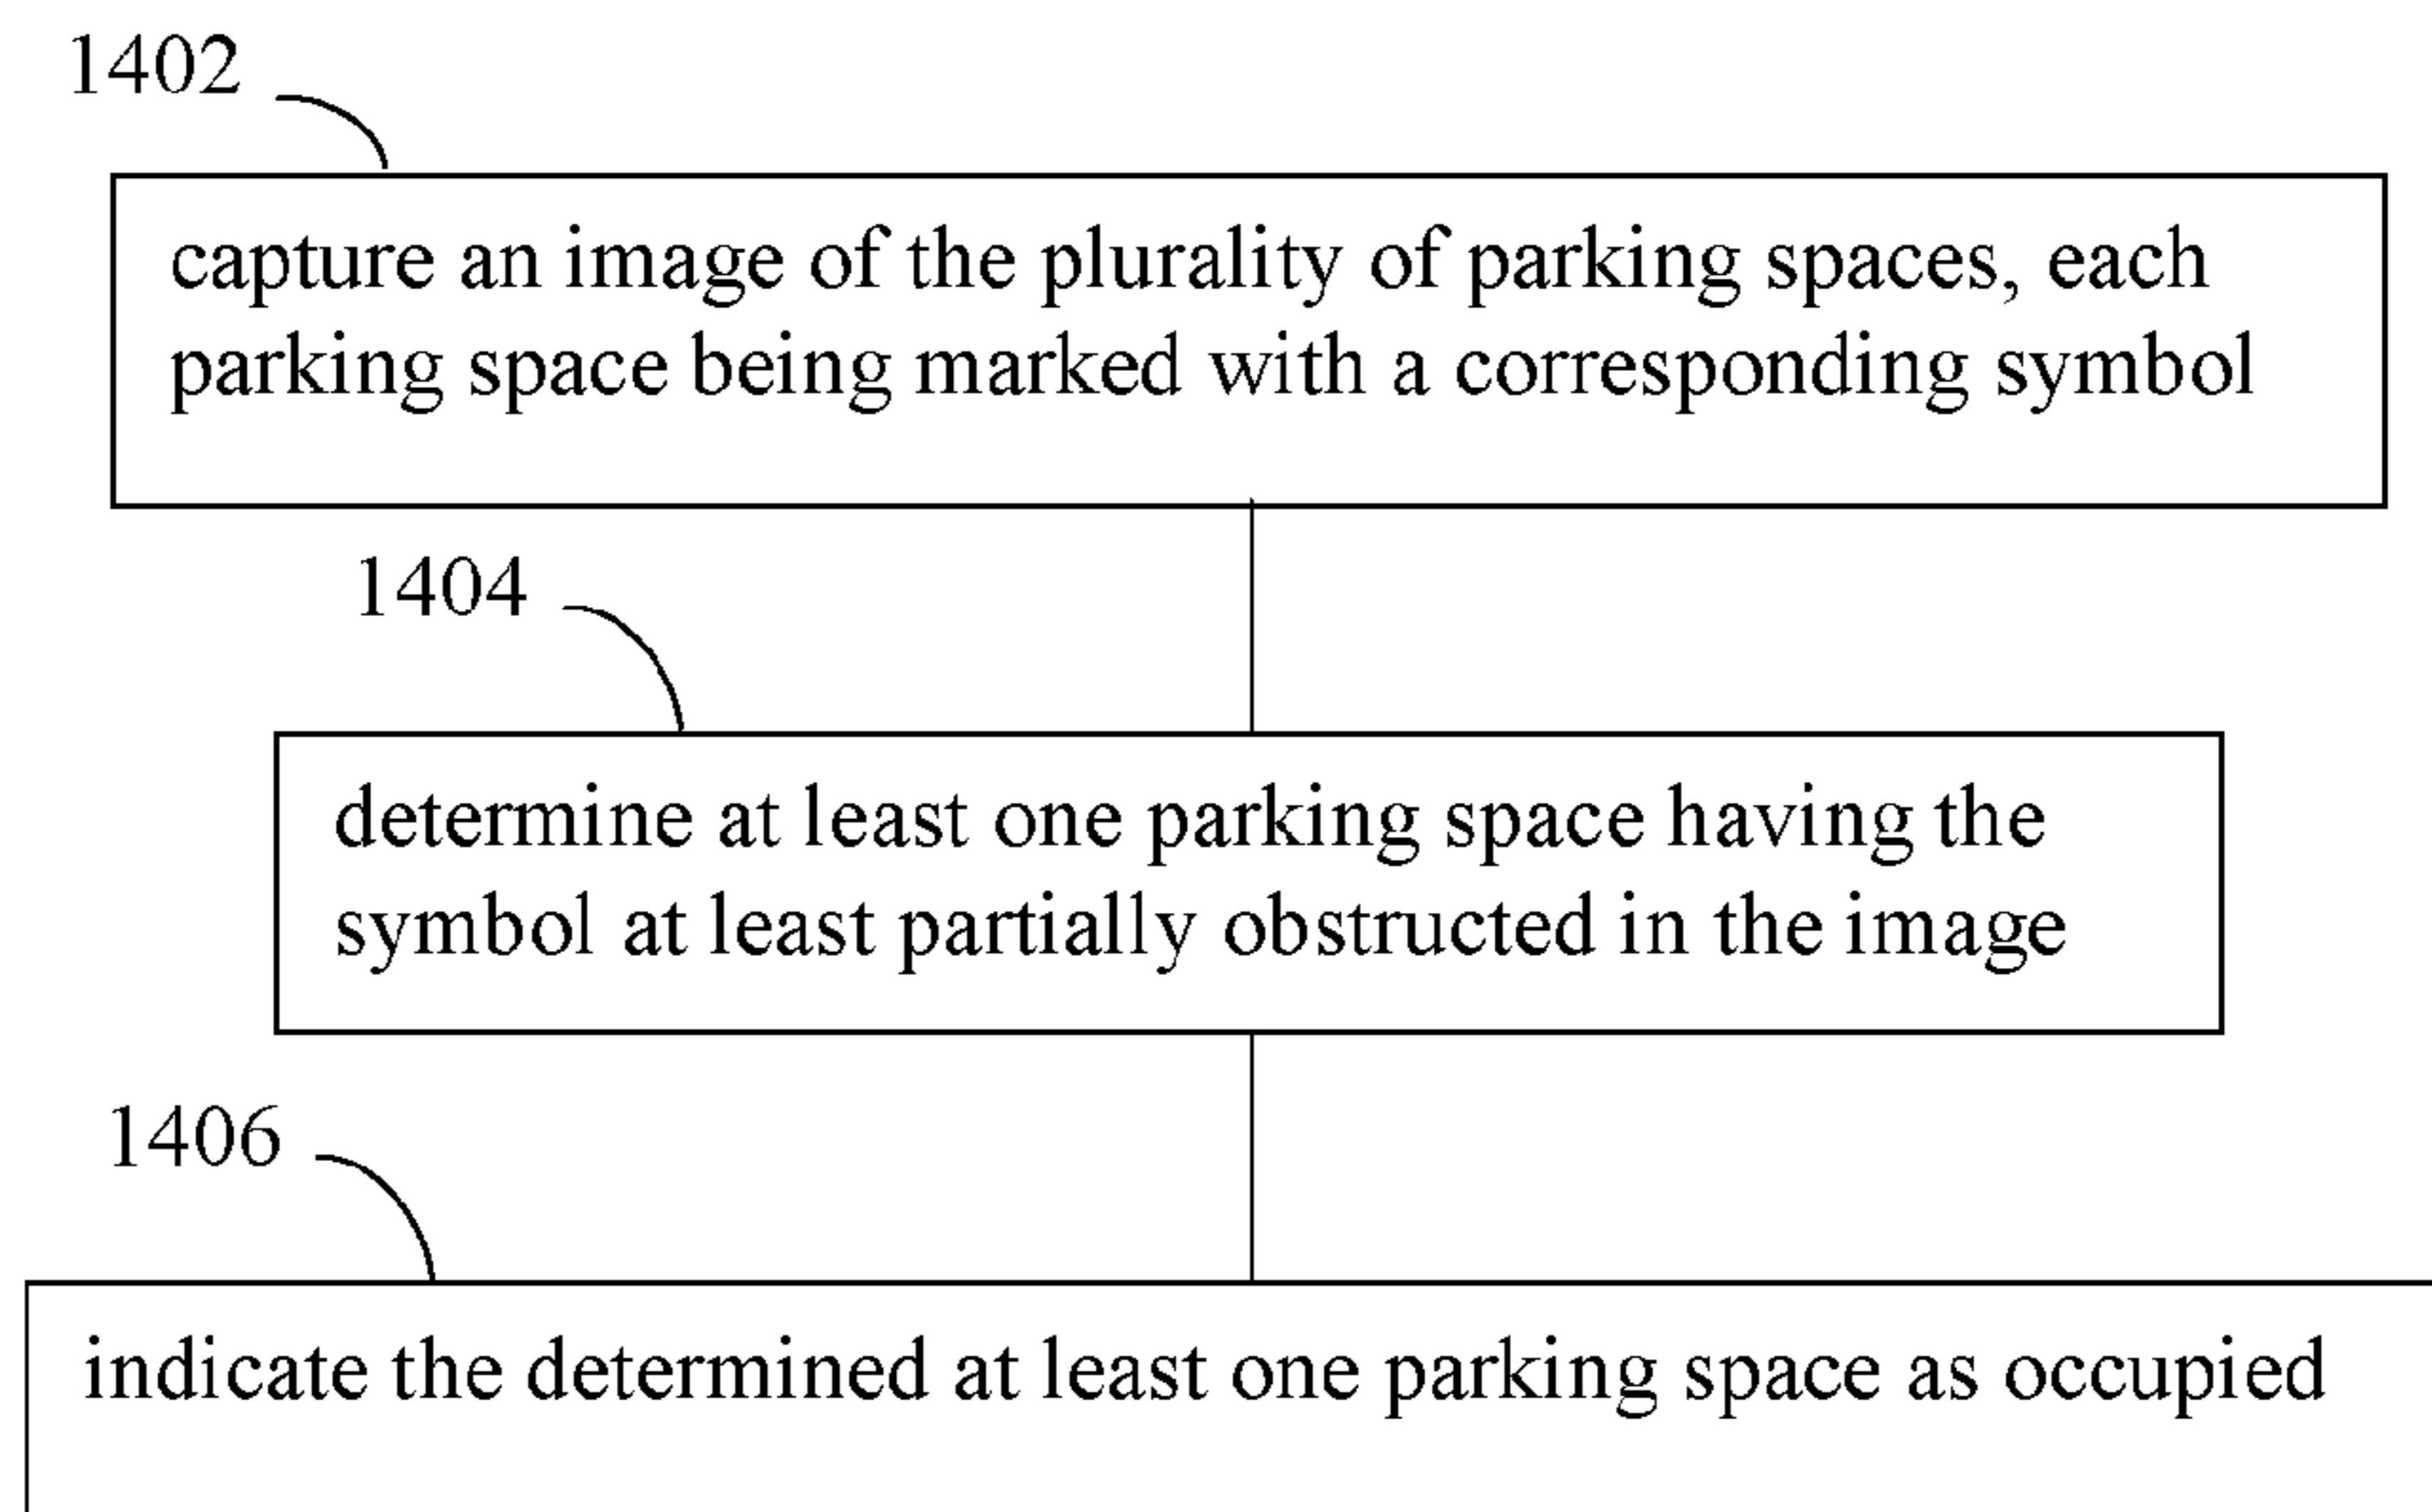 1402
capture an image of the plurality of parking spaces, each
parking space being marked with a corresponding symbol
1404
determine at least one parking space having the
symbol at least partially obstructed in the image
1406
indicate the determined at least one parking space as occupied